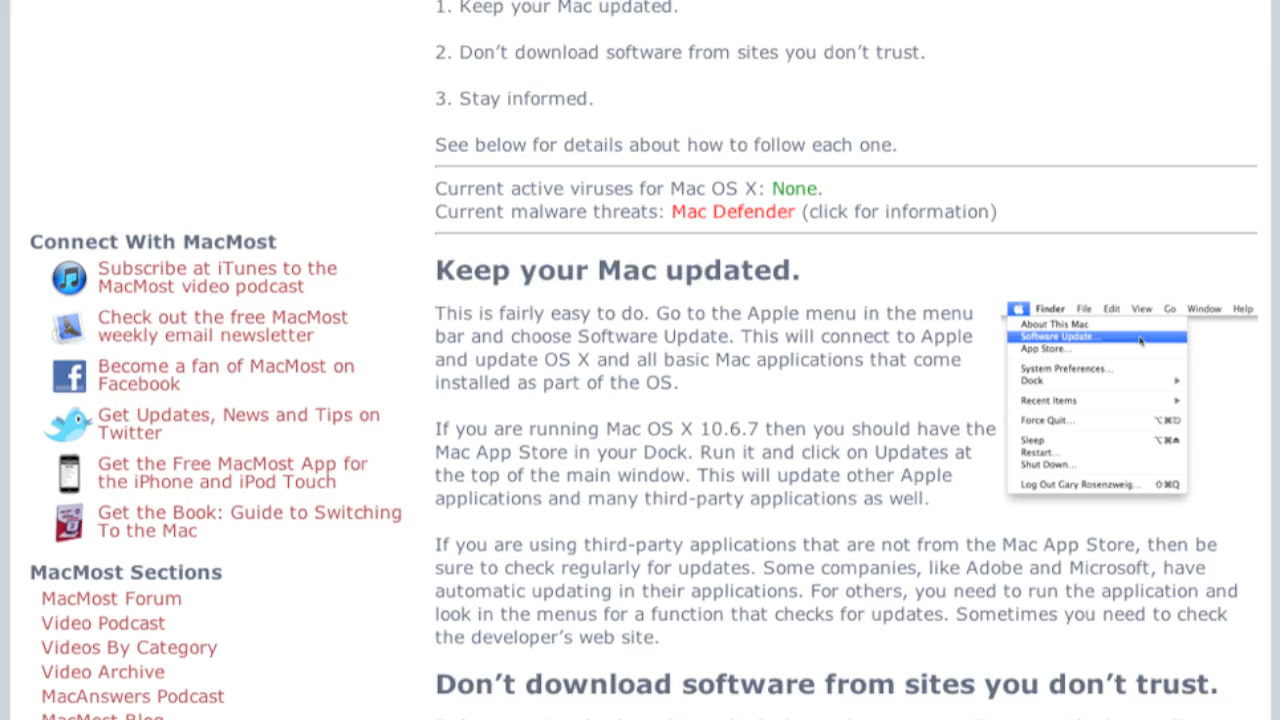 1. Keep your Mac updated.
2. Don’t download software from sites you don’t trust.
3. Stay informed.
See below for details about how to follow each one.
Current active viruses for Mac OS X: None.
Current malware threats: Mac Defender (click for information)
Connect With MacMost
Subscribe at iTunes to the
MacMost video podcast
Check out the free MacMost
weekly email newsletter
Become a fan of MacMost on
Facebook
Get Updates, News and Tips on
Twitter
Get the Free MacMost App for
the iPhone and iPod Touch
Get the Book: Guide to Switching
To the Mac
MacMost Sections
MacMost Forum
Video Podcast
Videos By Category
Video Archive
MacAnswers Podcast
MacMost Blog
Keep your Mac updated.
This is fairly easy to do. Go to the Apple menu in the menu
bar and choose Software Update. This will connect to Apple
and update OS X and all basic Mac applications that come
installed as part of the OS.
If you are running Mac OS X 10.6.7 then you should have the
Mac App Store in your Dock. Run it and click on Updates at
the top of the main window. This will update other Apple
applications and many third-party applications as well.
Finder File Edit View Go Window Help
About This Mac
Software Update...
App Store...
System Preferences...
Dock
Recent Items
Force Quit... ⌥⌘⎋
Sleep ⌥⌘⏏
Restart...
Shut Down...
Log Out Gary Rosenzweig... ⇧⌘Q
If you are using third-party applications that are not from the Mac App Store, then be
sure to check regularly for updates. Some companies, like Adobe and Microsoft, have
automatic updating in their applications. For others, you need to run the application and
look in the menus for a function that checks for updates. Sometimes you need to check
the developer’s web site.
Don’t download software from sites you don’t trust.